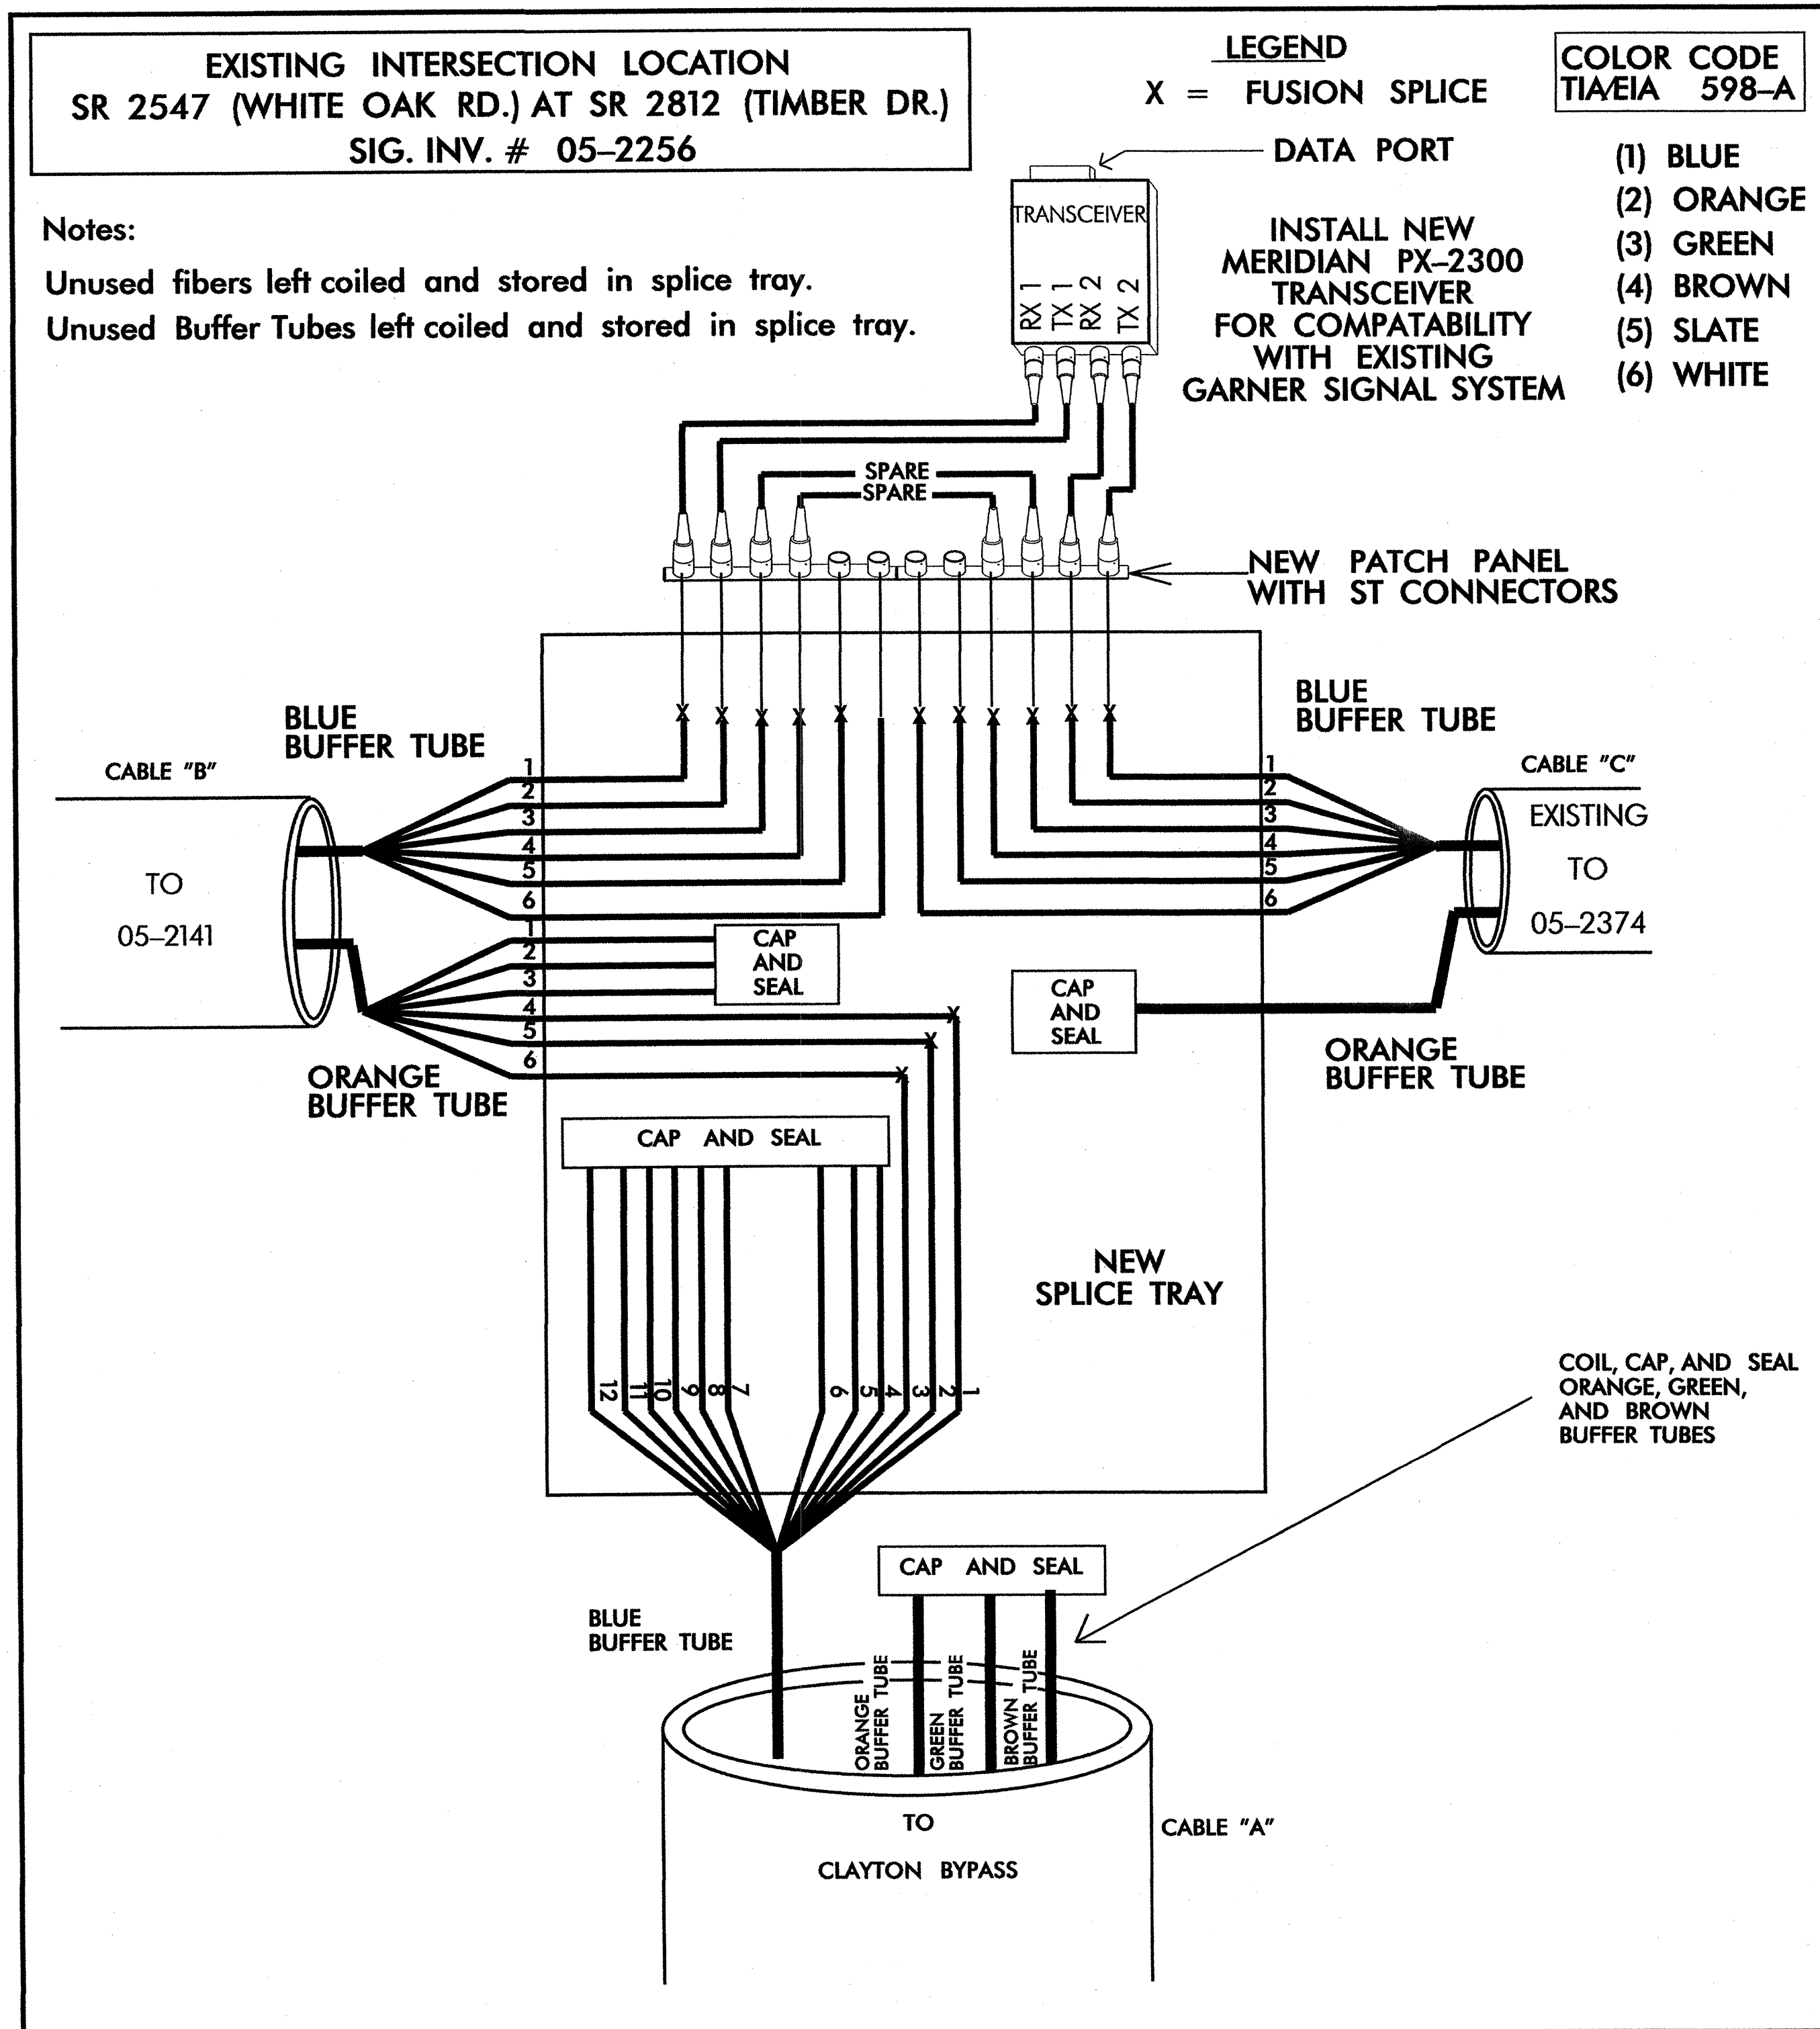 EXISTING INTERSECTION LOCATION
SR 2547 (WHITE OAK RD.) AT SR 2812 (TIMBER DR.)
SIG. INV. # 05–2256
LEGEND
X = FUSION SPLICE
COLOR CODE
TIA/EIA 598–A
(1) BLUE
(2) ORANGE
(3) GREEN
(4) BROWN
(5) SLATE
(6) WHITE
Notes:
Unused fibers left coiled and stored in splice tray.
Unused Buffer Tubes left coiled and stored in splice tray.
DATA PORT
TRANSCEIVER
RX 1
TX 1
RX 2
TX 2
INSTALL NEW
MERIDIAN PX–2300
TRANSCEIVER
FOR COMPATABILITY
WITH EXISTING
GARNER SIGNAL SYSTEM
SPARE
SPARE
NEW PATCH PANEL
WITH ST CONNECTORS
X X X X X X X X X X X
BLUE
BUFFER TUBE
CABLE "B"
TO
05–2141
1
2
3
4
5
6
1
2
3
4
5
6
ORANGE
BUFFER TUBE
CAP
AND
SEAL
X
X
X
BLUE
BUFFER TUBE
CABLE "C"
EXISTING
TO
05–2374
1
2
3
4
5
6
CAP
AND
SEAL
ORANGE
BUFFER TUBE
CAP AND SEAL
NEW
SPLICE TRAY
12 11 10 9 8 7 6 5 4 3 2 1
COIL, CAP, AND SEAL
ORANGE, GREEN,
AND BROWN
BUFFER TUBES
CAP AND SEAL
BLUE
BUFFER TUBE
ORANGE
BUFFER TUBE
GREEN
BUFFER TUBE
BROWN
BUFFER TUBE
TO
CLAYTON BYPASS
CABLE "A"